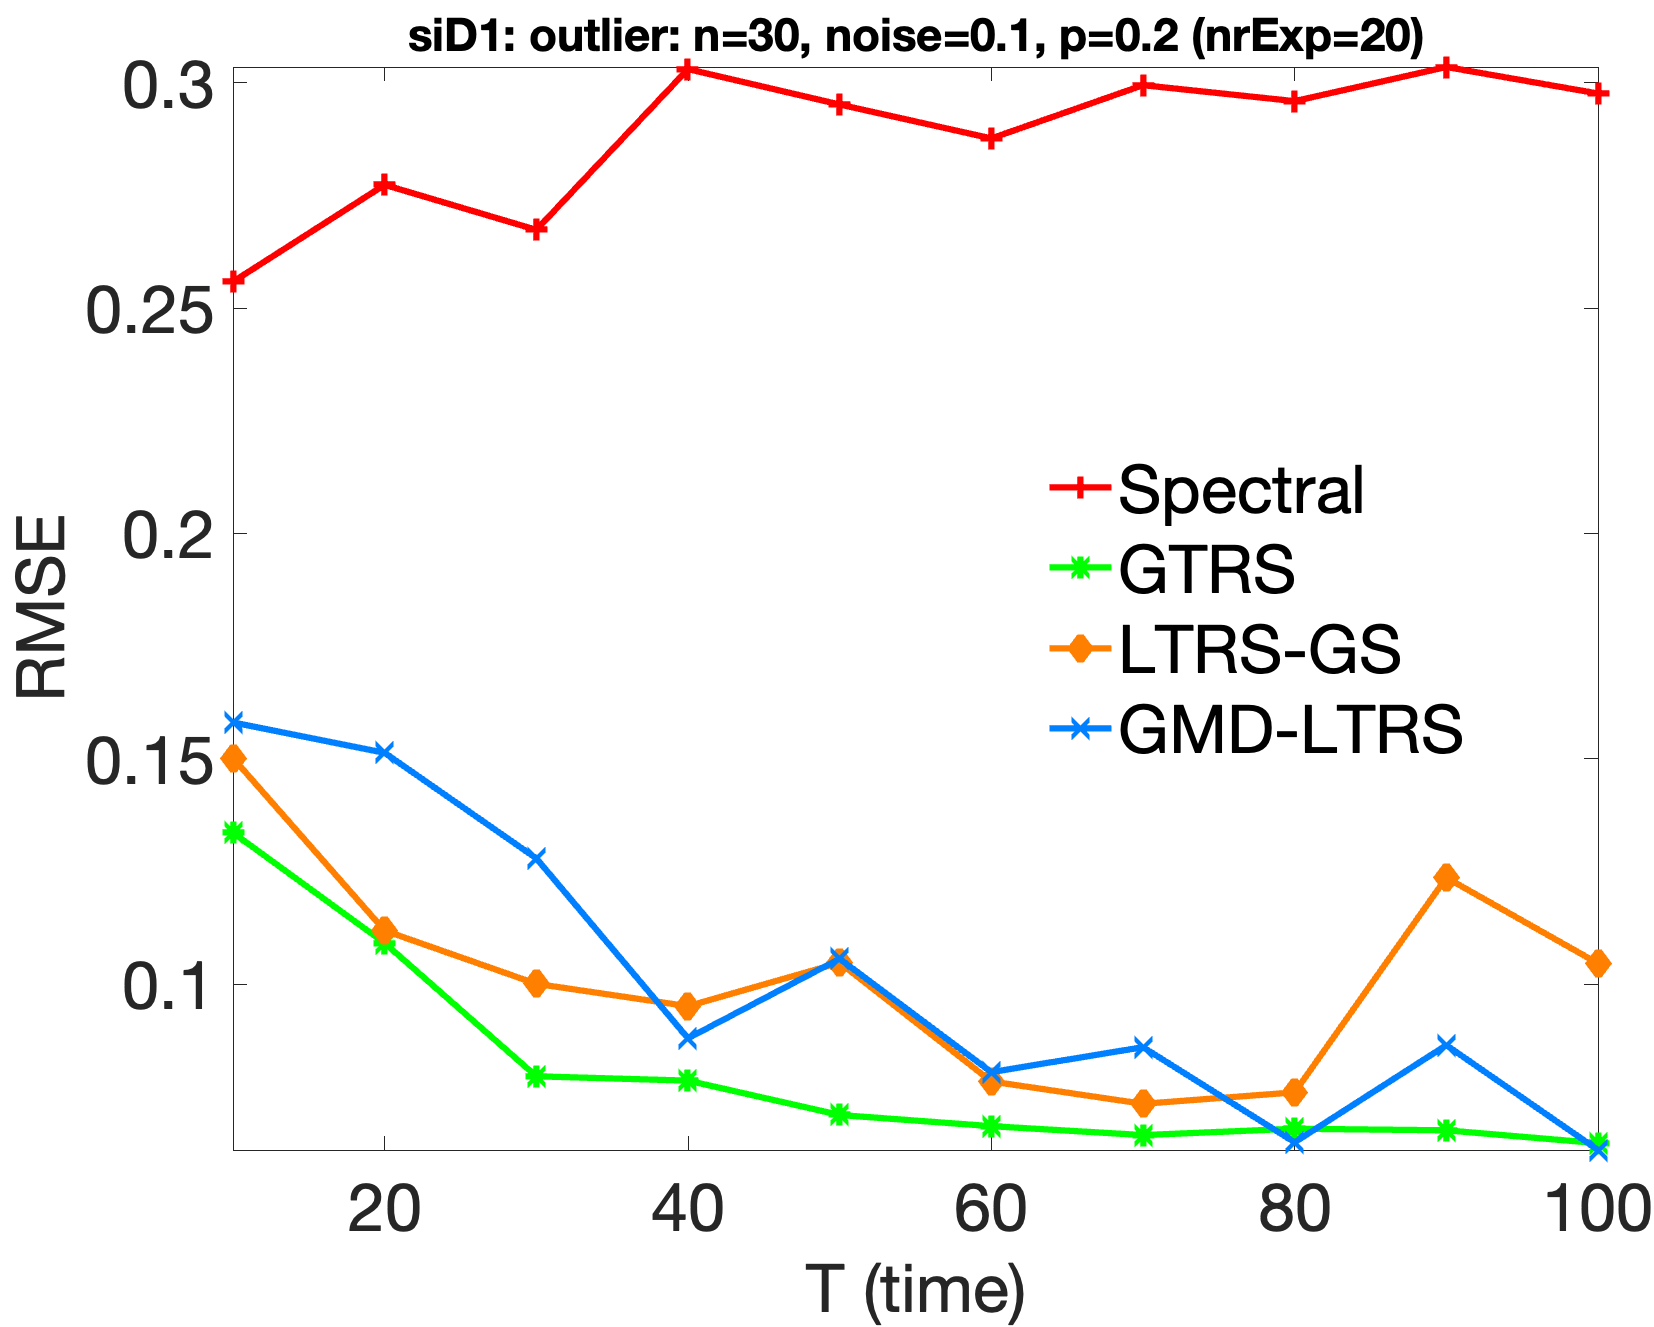 siD1: outlier: n=30, noise=0.1, p=0.2 (nrExp=20)
0.3
0.25
0.2
0.15
0.1
RMSE
Spectral
GTRS
LTRS-GS
GMD-LTRS
20 40 60 80 100
T (time)